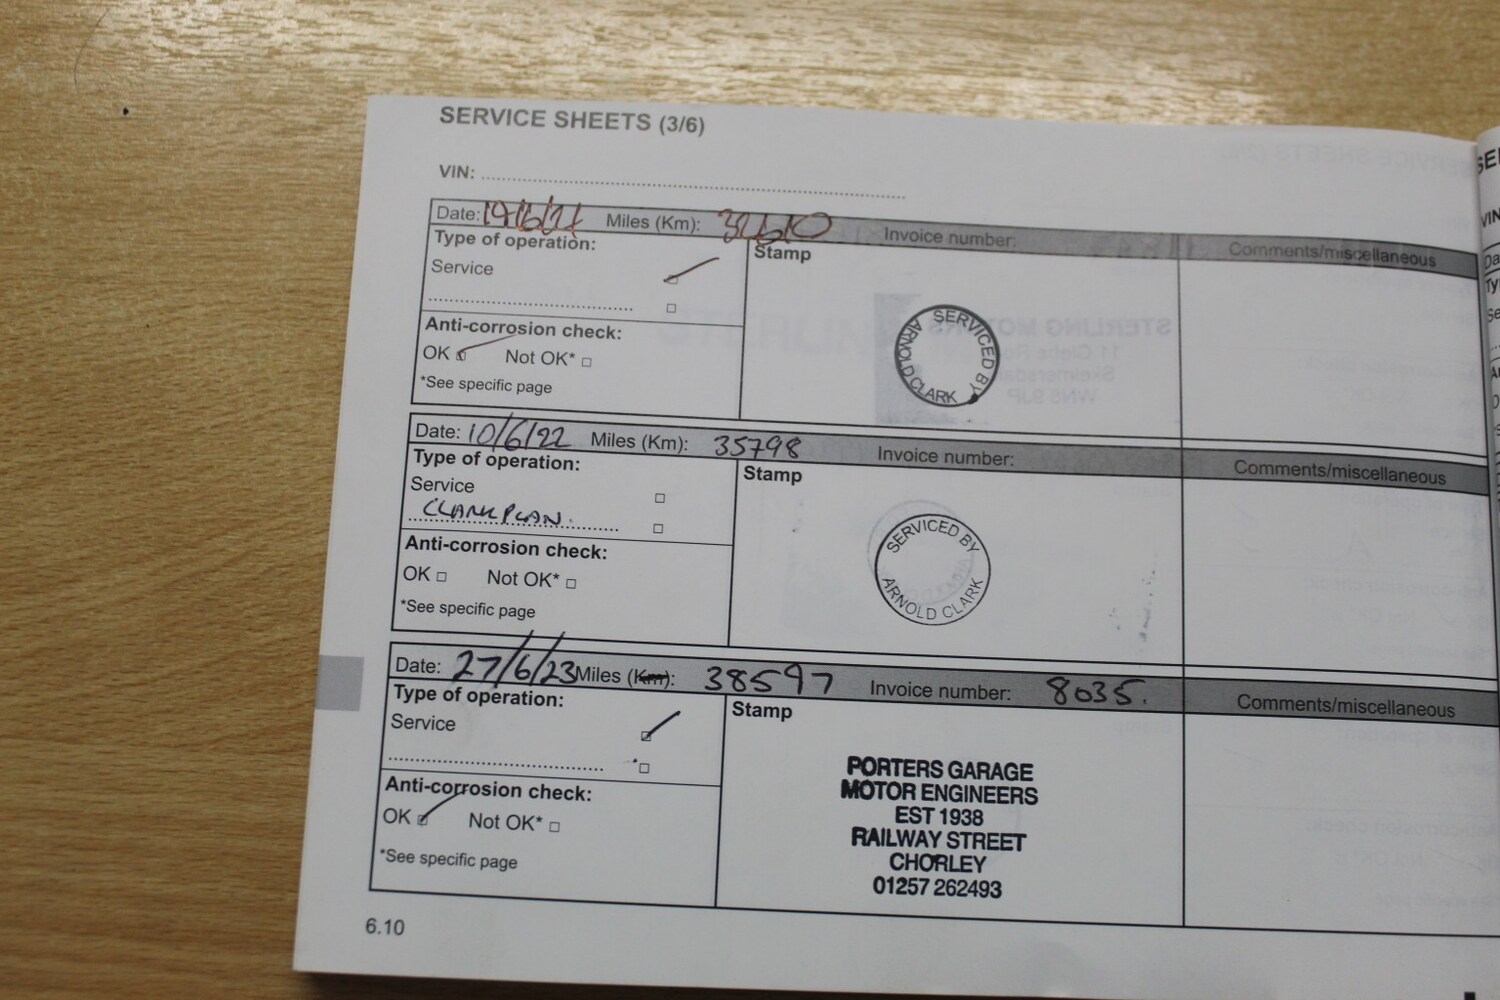 SERVICE SHEETS (3/6)
VIN:
Date: Miles (Km): Invoice number: Comments/miscellaneous
Type of operation:
Service
Stamp
SERVICED BY ARNOLD CLARK
Anti-corrosion check:
OK Not OK*
*See specific page
Date: 10/6/22 Miles (Km): 35798 Invoice number: Comments/miscellaneous
Type of operation:
Service
CLARK PLAN.
Stamp
SERVICED BY
ARNOLD CLARK
Anti-corrosion check:
OK Not OK*
*See specific page
Date: 27/6/23 Miles (Km): 38597 Invoice number: 8035. Comments/miscellaneous
Type of operation:
Service
Stamp
PORTERS GARAGE
MOTOR ENGINEERS
EST 1938
RAILWAY STREET
CHORLEY
01257 262493
Anti-corrosion check:
OK Not OK*
*See specific page
6.10